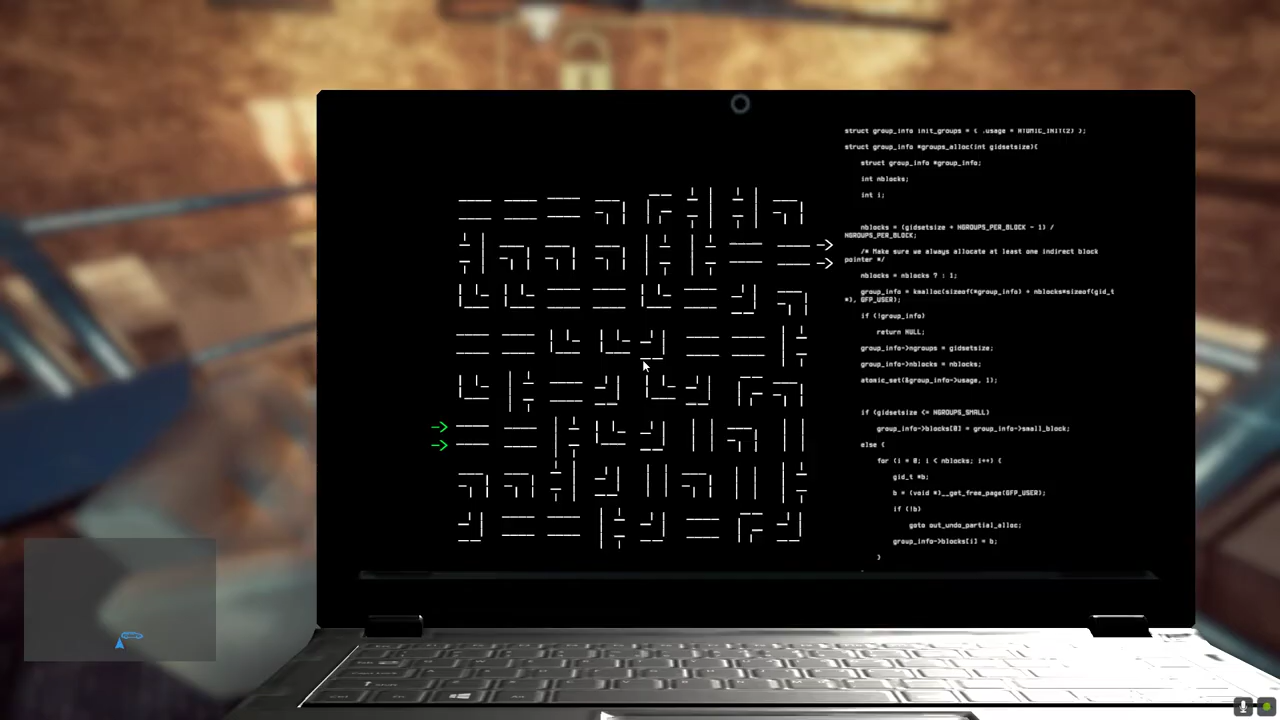 struct group_info init_groups = { .usage = ATOMIC_INIT(2) };
struct group_info *groups_alloc(int gidsetsize){
struct group_info *group_info;
int nblocks;
int i;
nblocks = (gidsetsize + NGROUPS_PER_BLOCK - 1) /
NGROUPS_PER_BLOCK;
/* Make sure we always allocate at least one indirect block
pointer */
nblocks = nblocks ? : 1;
group_info = kmalloc(sizeof(*group_info) + nblocks*sizeof(gid_t
*), GFP_USER);
if (!group_info)
return NULL;
group_info->ngroups = gidsetsize;
group_info->nblocks = nblocks;
atomic_set(&group_info->usage, 1);
if (gidsetsize <= NGROUPS_SMALL)
group_info->blocks[0] = group_info->small_block;
else {
for (i = 0; i < nblocks; i++) {
gid_t *b;
b = (void *)__get_free_page(GFP_USER);
if (!b)
goto out_undo_partial_alloc;
group_info->blocks[i] = b;
}